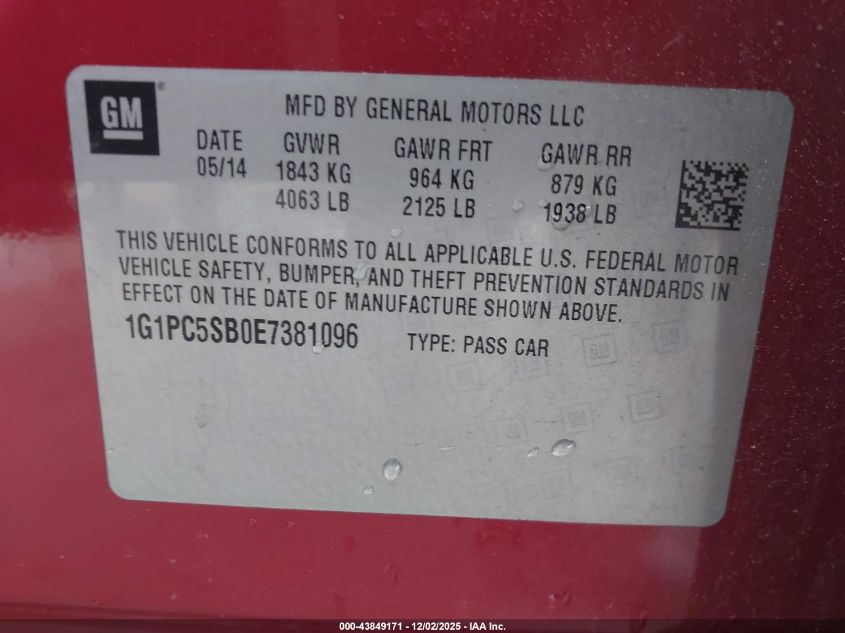 GM
MFD BY GENERAL MOTORS LLC
DATE GVWR GAWR FRT GAWR RR
05/14 1843 KG 964 KG 879 KG
4063 LB 2125 LB 1938 LB
THIS VEHICLE CONFORMS TO ALL APPLICABLE U.S. FEDERAL MOTOR
VEHICLE SAFETY, BUMPER, AND THEFT PREVENTION STANDARDS IN
EFFECT ON THE DATE OF MANUFACTURE SHOWN ABOVE.
1G1PC5SB0E7381096 TYPE: PASS CAR
000-43849171 - 12/02/2025 - IAA Inc.